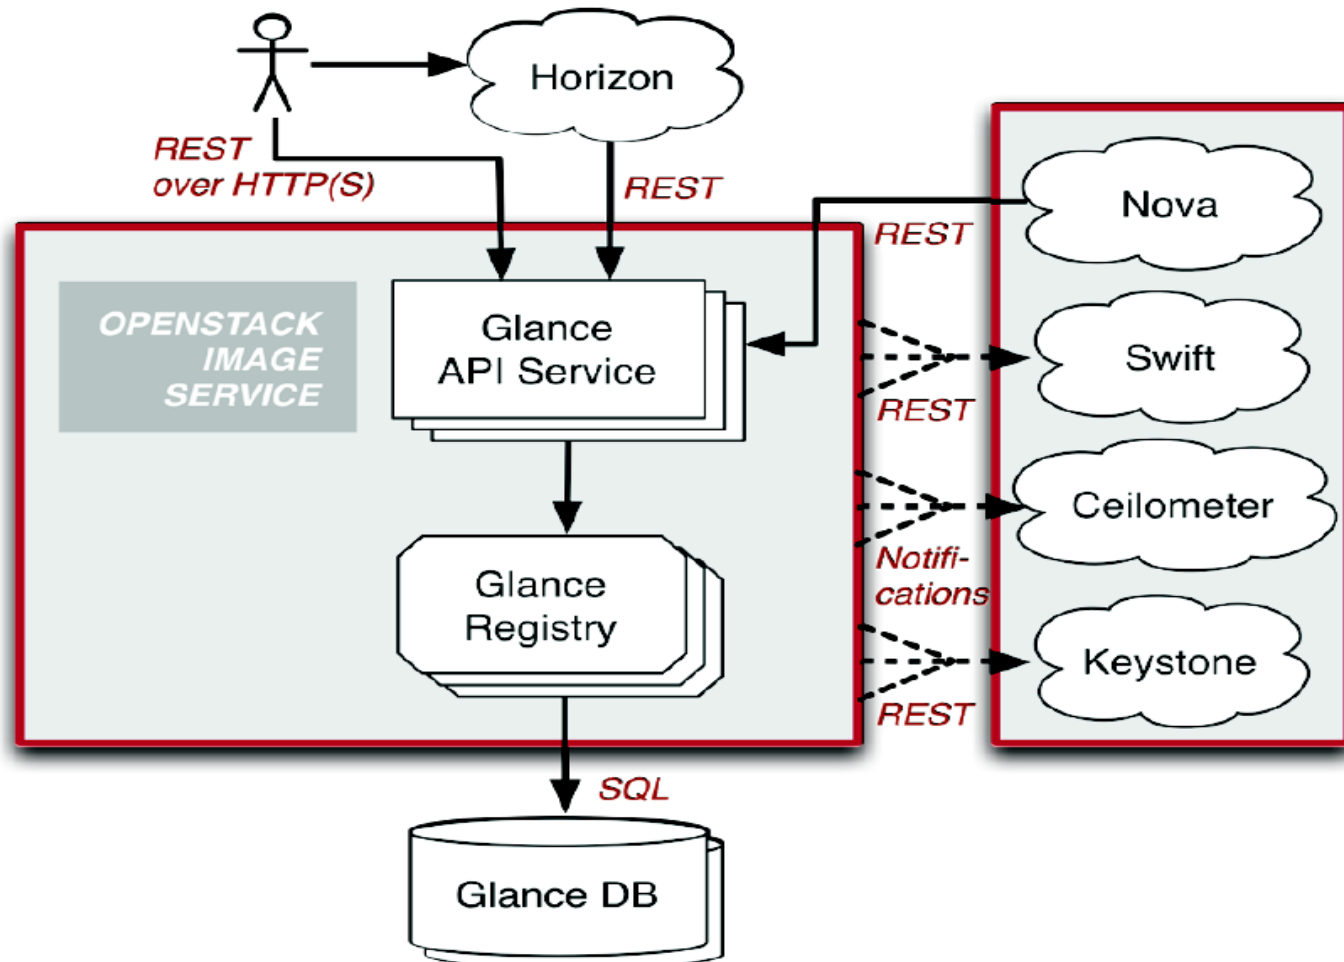 Horizon
REST
over HTTP(S)
REST
Nova
REST
OPENSTACK
IMAGE
SERVICE
Glance
API Service
Swift
REST
Ceilometer
Notifi-
cations
Glance
Registry
Keystone
REST
SQL
Glance DB